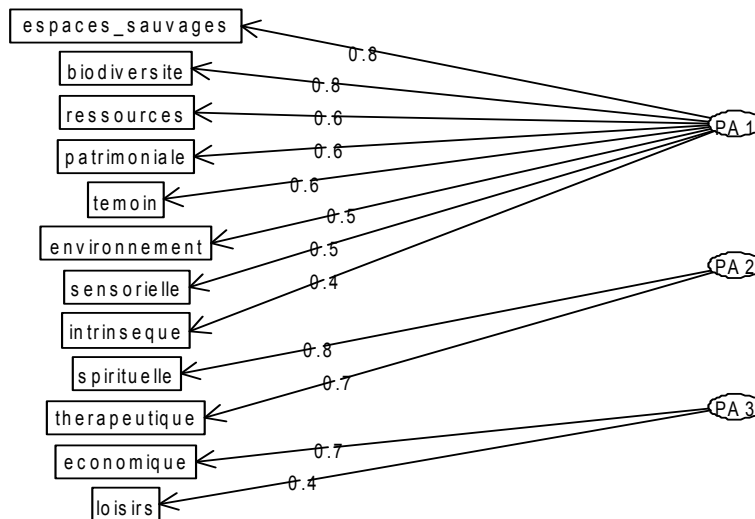 espaces_sauvages
0.8
biodiversite
0.8
ressources
0.6
PA1
patrimoniale
0.6
temoin
0.6
environnement
0.5
sensorielle
0.5
PA2
intrinseque
0.4
spirituelle
0.8
therapeutique
0.7
PA3
economique
0.7
loisirs
0.4